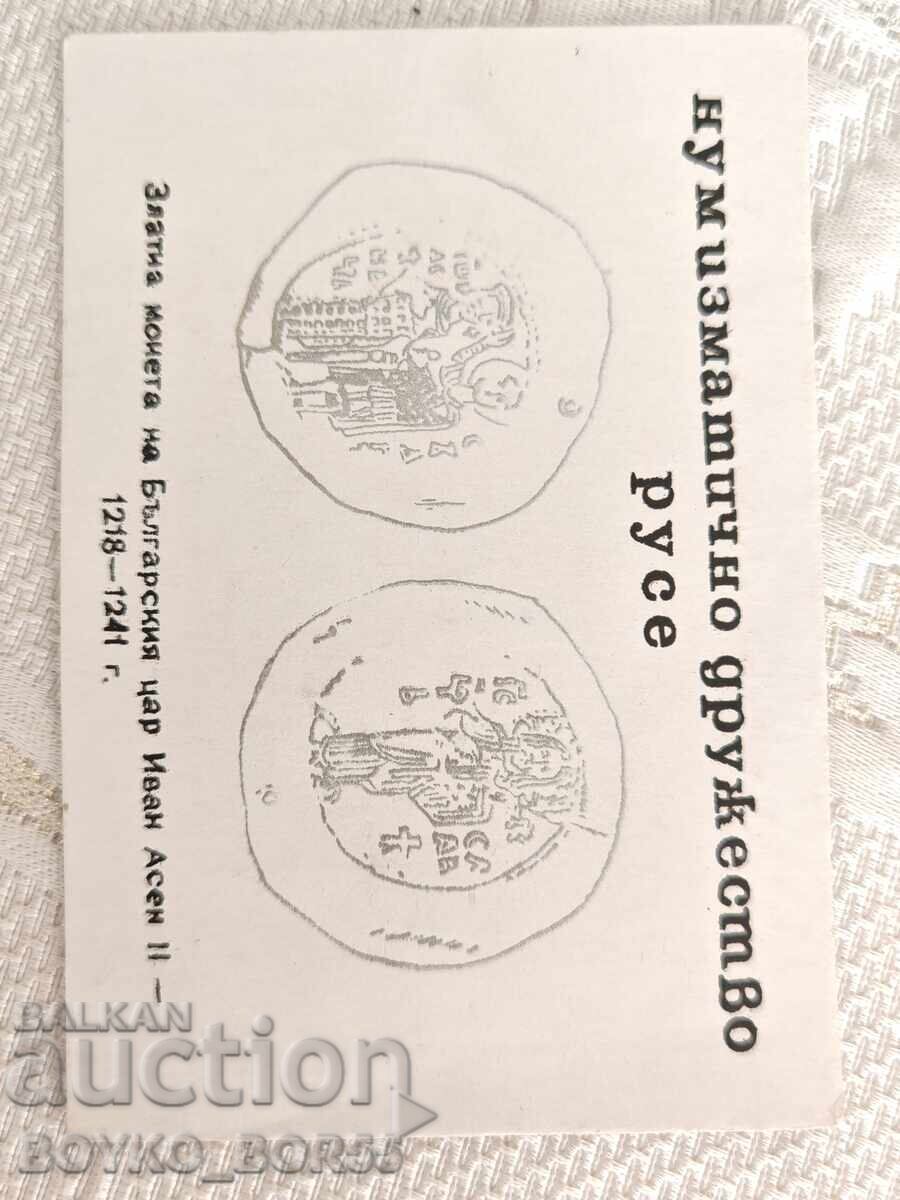 нумизматично дружество
русе
Златна монета на Българския цар Иван Асен II –
1218–1241 г.
BALKAN
auction
BOYKO_BOR55